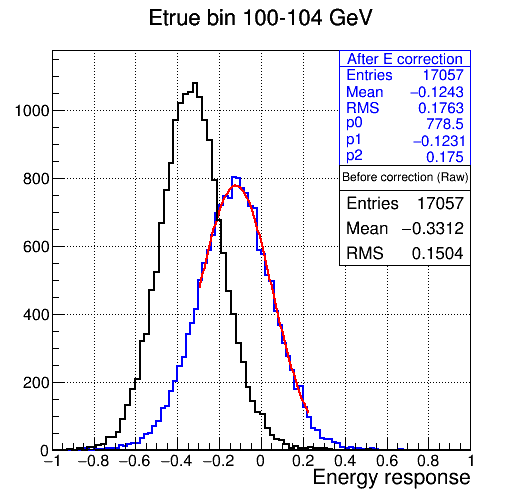 Etrue bin 100-104 GeV
After E correction
Entries 17057
Mean −0.1243
RMS 0.1763
p0 778.5
p1 −0.1231
p2 0.175
Before correction (Raw)
Entries 17057
Mean −0.3312
RMS 0.1504
1000
800
600
400
200
0
−1 −0.8 −0.6 −0.4 −0.2 0 0.2 0.4 0.6 0.8 1
Energy response